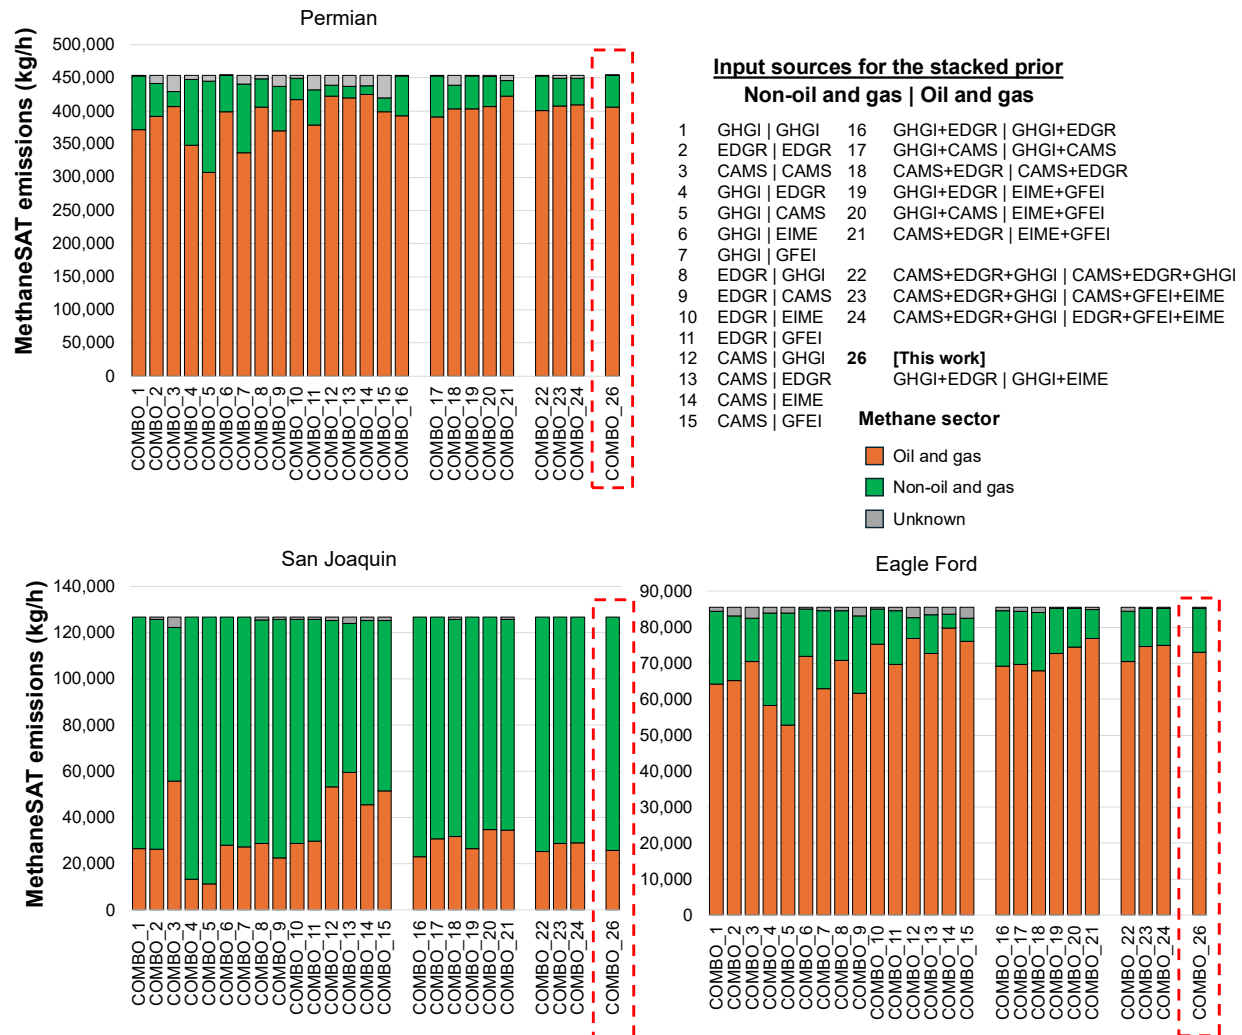 Permian
MethaneSAT emissions (kg/h)
500,000
450,000
400,000
350,000
300,000
250,000
200,000
150,000
100,000
50,000
0
COMBO_1
COMBO_2
COMBO_3
COMBO_4
COMBO_5
COMBO_6
COMBO_7
COMBO_8
COMBO_9
COMBO_10
COMBO_11
COMBO_12
COMBO_13
COMBO_14
COMBO_15
COMBO_16
COMBO_17
COMBO_18
COMBO_19
COMBO_20
COMBO_21
COMBO_22
COMBO_23
COMBO_24
COMBO_26
Input sources for the stacked prior
Non-oil and gas | Oil and gas
1 GHGI | GHGI
2 EDGR | EDGR
3 CAMS | CAMS
4 GHGI | EDGR
5 GHGI | CAMS
6 GHGI | EIME
7 GHGI | GFEI
8 EDGR | GHGI
9 EDGR | CAMS
10 EDGR | EIME
11 EDGR | GFEI
12 CAMS | GHGI
13 CAMS | EDGR
14 CAMS | EIME
15 CAMS | GFEI
16 GHGI+EDGR | GHGI+EDGR
17 GHGI+CAMS | GHGI+CAMS
18 CAMS+EDGR | CAMS+EDGR
19 GHGI+EDGR | EIME+GFEI
20 GHGI+CAMS | EIME+GFEI
21 CAMS+EDGR | EIME+GFEI
22 CAMS+EDGR+GHGI | CAMS+EDGR+GHGI
23 CAMS+EDGR+GHGI | CAMS+GFEI+EIME
24 CAMS+EDGR+GHGI | EDGR+GFEI+EIME
26 [This work]
GHGI+EDGR | GHGI+EIME
Methane sector
Oil and gas
Non-oil and gas
Unknown
San Joaquin
MethaneSAT emissions (kg/h)
140,000
120,000
100,000
80,000
60,000
40,000
20,000
0
COMBO_1
COMBO_2
COMBO_3
COMBO_4
COMBO_5
COMBO_6
COMBO_7
COMBO_8
COMBO_9
COMBO_10
COMBO_11
COMBO_12
COMBO_13
COMBO_14
COMBO_15
COMBO_16
COMBO_17
COMBO_18
COMBO_19
COMBO_20
COMBO_21
COMBO_22
COMBO_23
COMBO_24
COMBO_26
Eagle Ford
90,000
80,000
70,000
60,000
50,000
40,000
30,000
20,000
10,000
0
COMBO_1
COMBO_2
COMBO_3
COMBO_4
COMBO_5
COMBO_6
COMBO_7
COMBO_8
COMBO_9
COMBO_10
COMBO_11
COMBO_12
COMBO_13
COMBO_14
COMBO_15
COMBO_16
COMBO_17
COMBO_18
COMBO_19
COMBO_20
COMBO_21
COMBO_22
COMBO_23
COMBO_24
COMBO_26